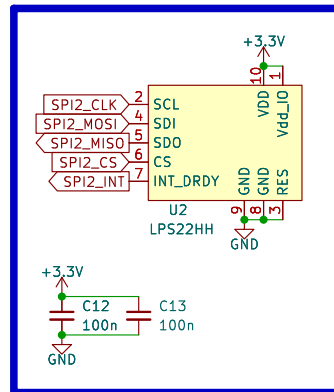 +3.3V
10
1
VDD
Vdd_IO
SPI2_CLK 2 SCL
SPI2_MOSI 4 SDI
SPI2_MISO 5 SDO
SPI2_CS 6 CS
SPI2_INT 7 INT_DRDY
GND
GND
RES
9
8
3
U2
LPS22HH
GND
+3.3V
C12 C13
100n 100n
GND